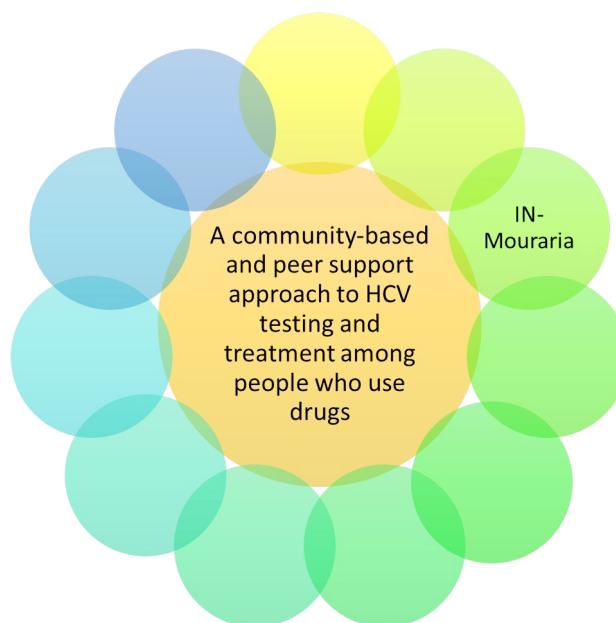 IN-
Mouraria
A community-based
and peer support
approach to HCV
testing and
treatment among
people who use
drugs